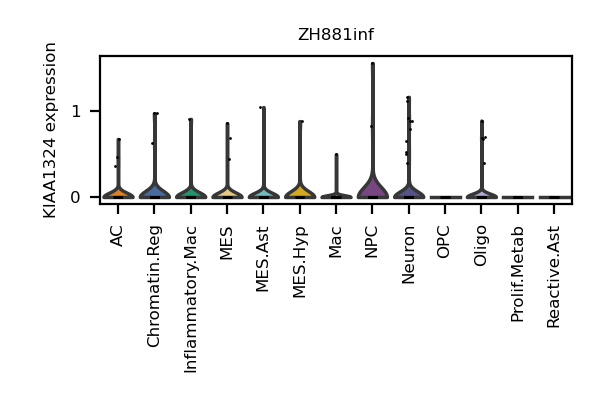 ZH881inf
KIAA1324 expression
1
0
AC
Chromatin.Reg
Inflammatory.Mac
MES
MES.Ast
MES.Hyp
Mac
NPC
Neuron
OPC
Oligo
Prolif.Metab
Reactive.Ast